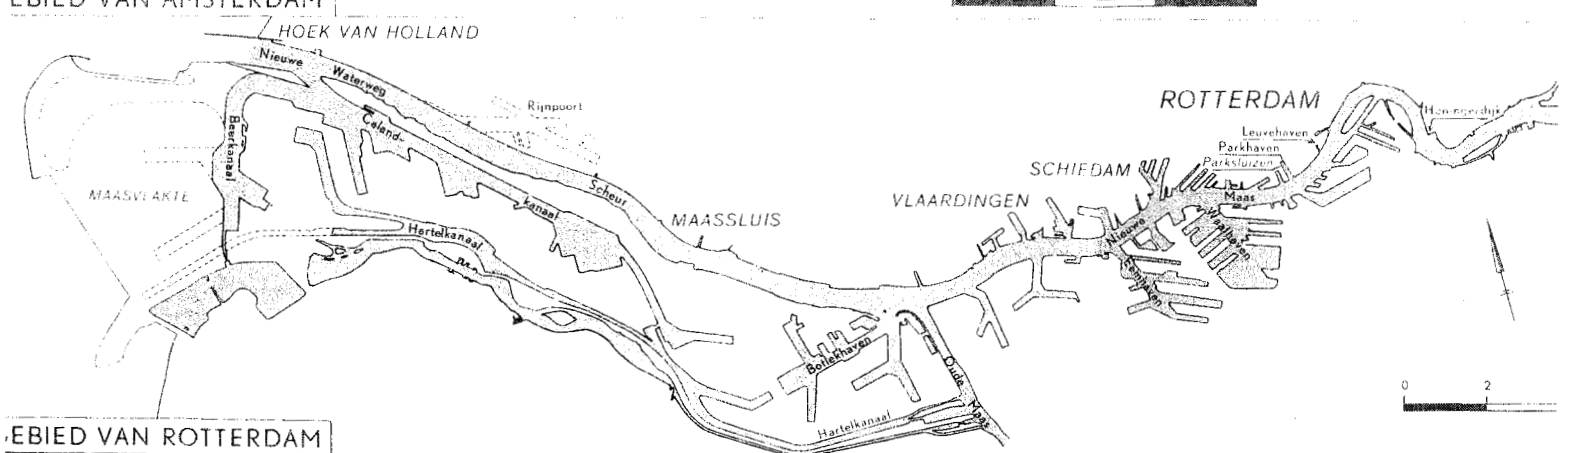 EBIED VAN AMSTERDAM
HOEK VAN HOLLAND
Nieuwe
Waterweg
Rijnpoort
ROTTERDAM
Leuvehaven
Parkhaven
Parksluizen
Beerkanaal
Caland-
kanaal
Scheur
SCHIEDAM
MAASVLAKTE
VLAARDINGEN
MAASSLUIS
Maas
Nieuwe
Waalhaven
Eemhaven
Hartelkanaal
Botlekhaven
Oude
Maas
Hartelkanaal
0 2
EBIED VAN ROTTERDAM